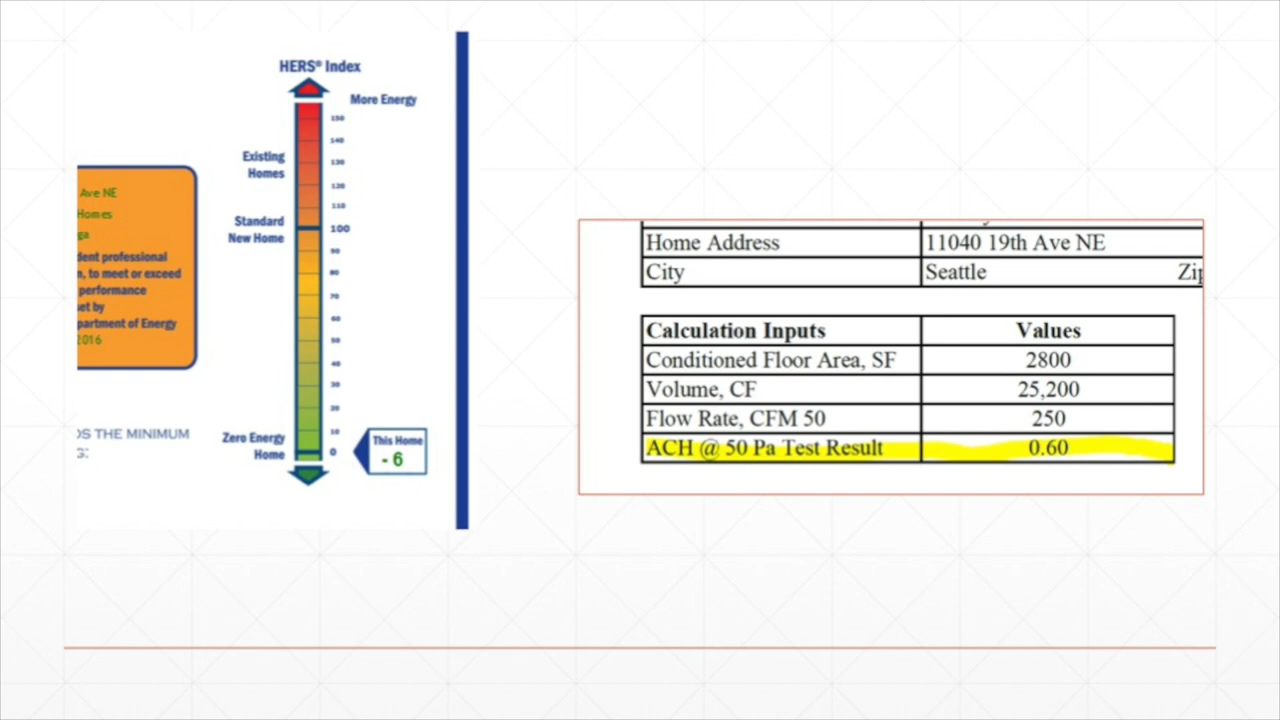 HERS® Index
More Energy
150
140
Existing
Homes
130
120
110
Standard
New Home
100
90
80
70
60
50
40
30
20
10
Zero Energy
Home
0
This Home
- 6
Ave NE
Homes
ga
dent professional
n, to meet or exceed
performance
set by
partment of Energy
2016
OS THE MINIMUM
G:
Home Address 11040 19th Ave NE
City Seattle Zip
Calculation Inputs Values
Conditioned Floor Area, SF 2800
Volume, CF 25,200
Flow Rate, CFM 50 250
ACH @ 50 Pa Test Result 0.60